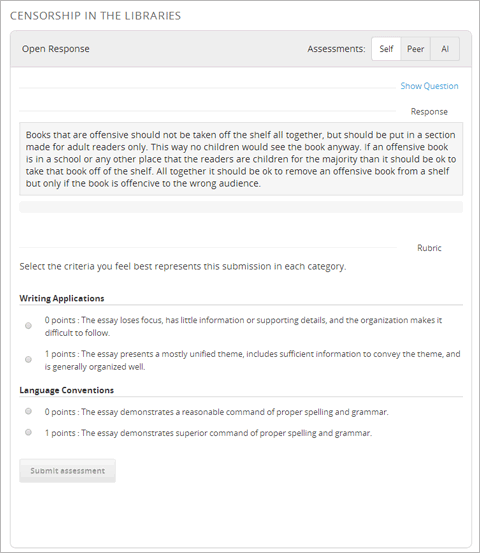 CENSORSHIP IN THE LIBRARIES
Open Response
Assessments: Self Peer AI
Show Question
Response
Books that are offensive should not be taken off the shelf all together, but should be put in a section
made for adult readers only. This way no children would see the book anyway. if an offensive book
is in a school or any other place that the readers are children for the majority than it should be ok to
take that book off of the shelf. All together it should be ok to remove an offensive book from a shelf
but only if the book is offencive to the wrong audience.
Rubric
Select the criteria you feel best represents this submission in each category.
Writing Applications
0 points : The essay loses focus, has little information or supporting details, and the organization makes it
difficult to follow.
1 points : The essay presents a mostly unified theme, includes sufficient information to convey the theme, and
is generally organized well.
Language Conventions
0 points : The essay demonstrates a reasonable command of proper spelling and grammar.
1 points : The essay demonstrates superior command of proper spelling and grammar.
Submit assessment